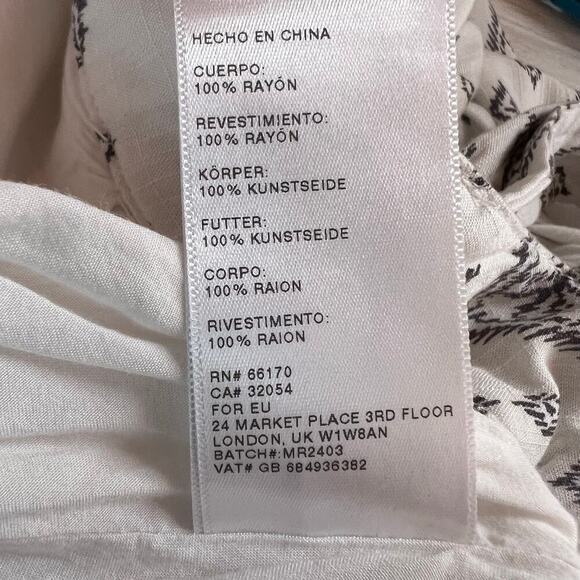 HECHO EN CHINA
CUERPO:
100% RAYÓN
REVESTIMIENTO:
100% RAYÓN
KÖRPER:
100% KUNSTSEIDE
FUTTER:
100% KUNSTSEIDE
CORPO:
100% RAION
RIVESTIMENTO:
100% RAION
RN# 66170
CA# 32054
FOR EU
24 MARKET PLACE 3RD FLOOR
LONDON, UK W1W8AN
BATCH#:MR2403
VAT# GB 684936382